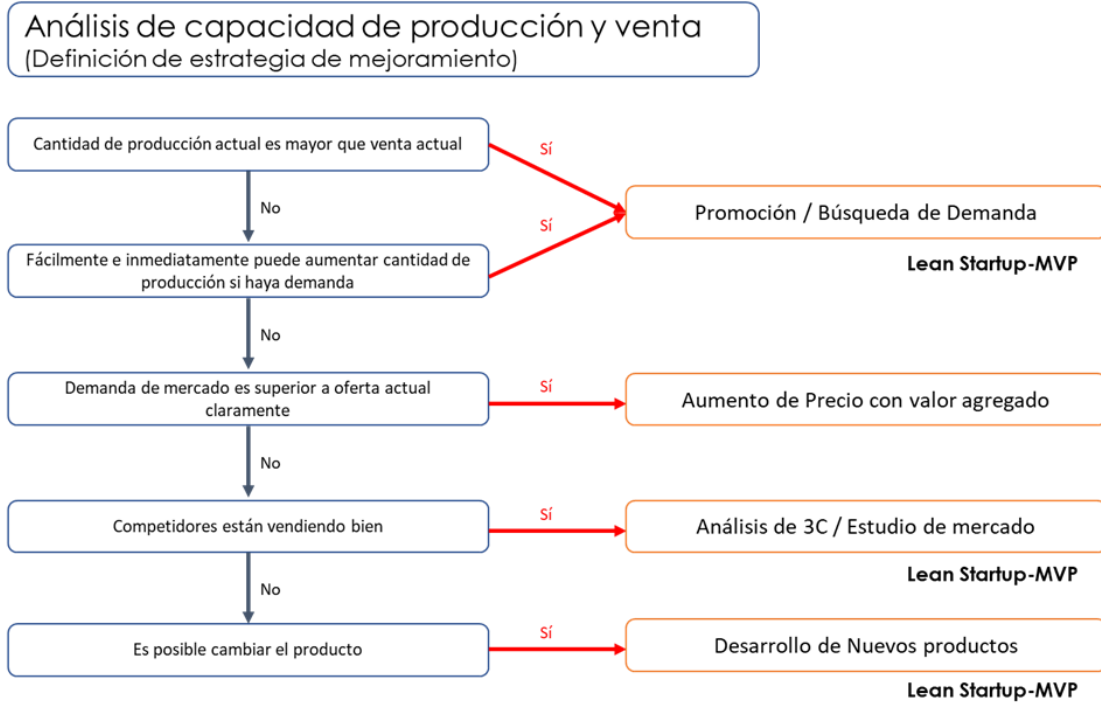 Análisis de capacidad de producción y venta
(Definición de estrategia de mejoramiento)
Cantidad de producción actual es mayor que venta actual
Sí
No
Sí
Promoción / Búsqueda de Demanda
Lean Startup-MVP
Fácilmente e inmediatamente puede aumentar cantidad de
producción si haya demanda
No
Demanda de mercado es superior a oferta actual
claramente
Sí
Aumento de Precio con valor agregado
No
Competidores están vendiendo bien
Sí
Análisis de 3C / Estudio de mercado
Lean Startup-MVP
No
Es posible cambiar el producto
Sí
Desarrollo de Nuevos productos
Lean Startup-MVP